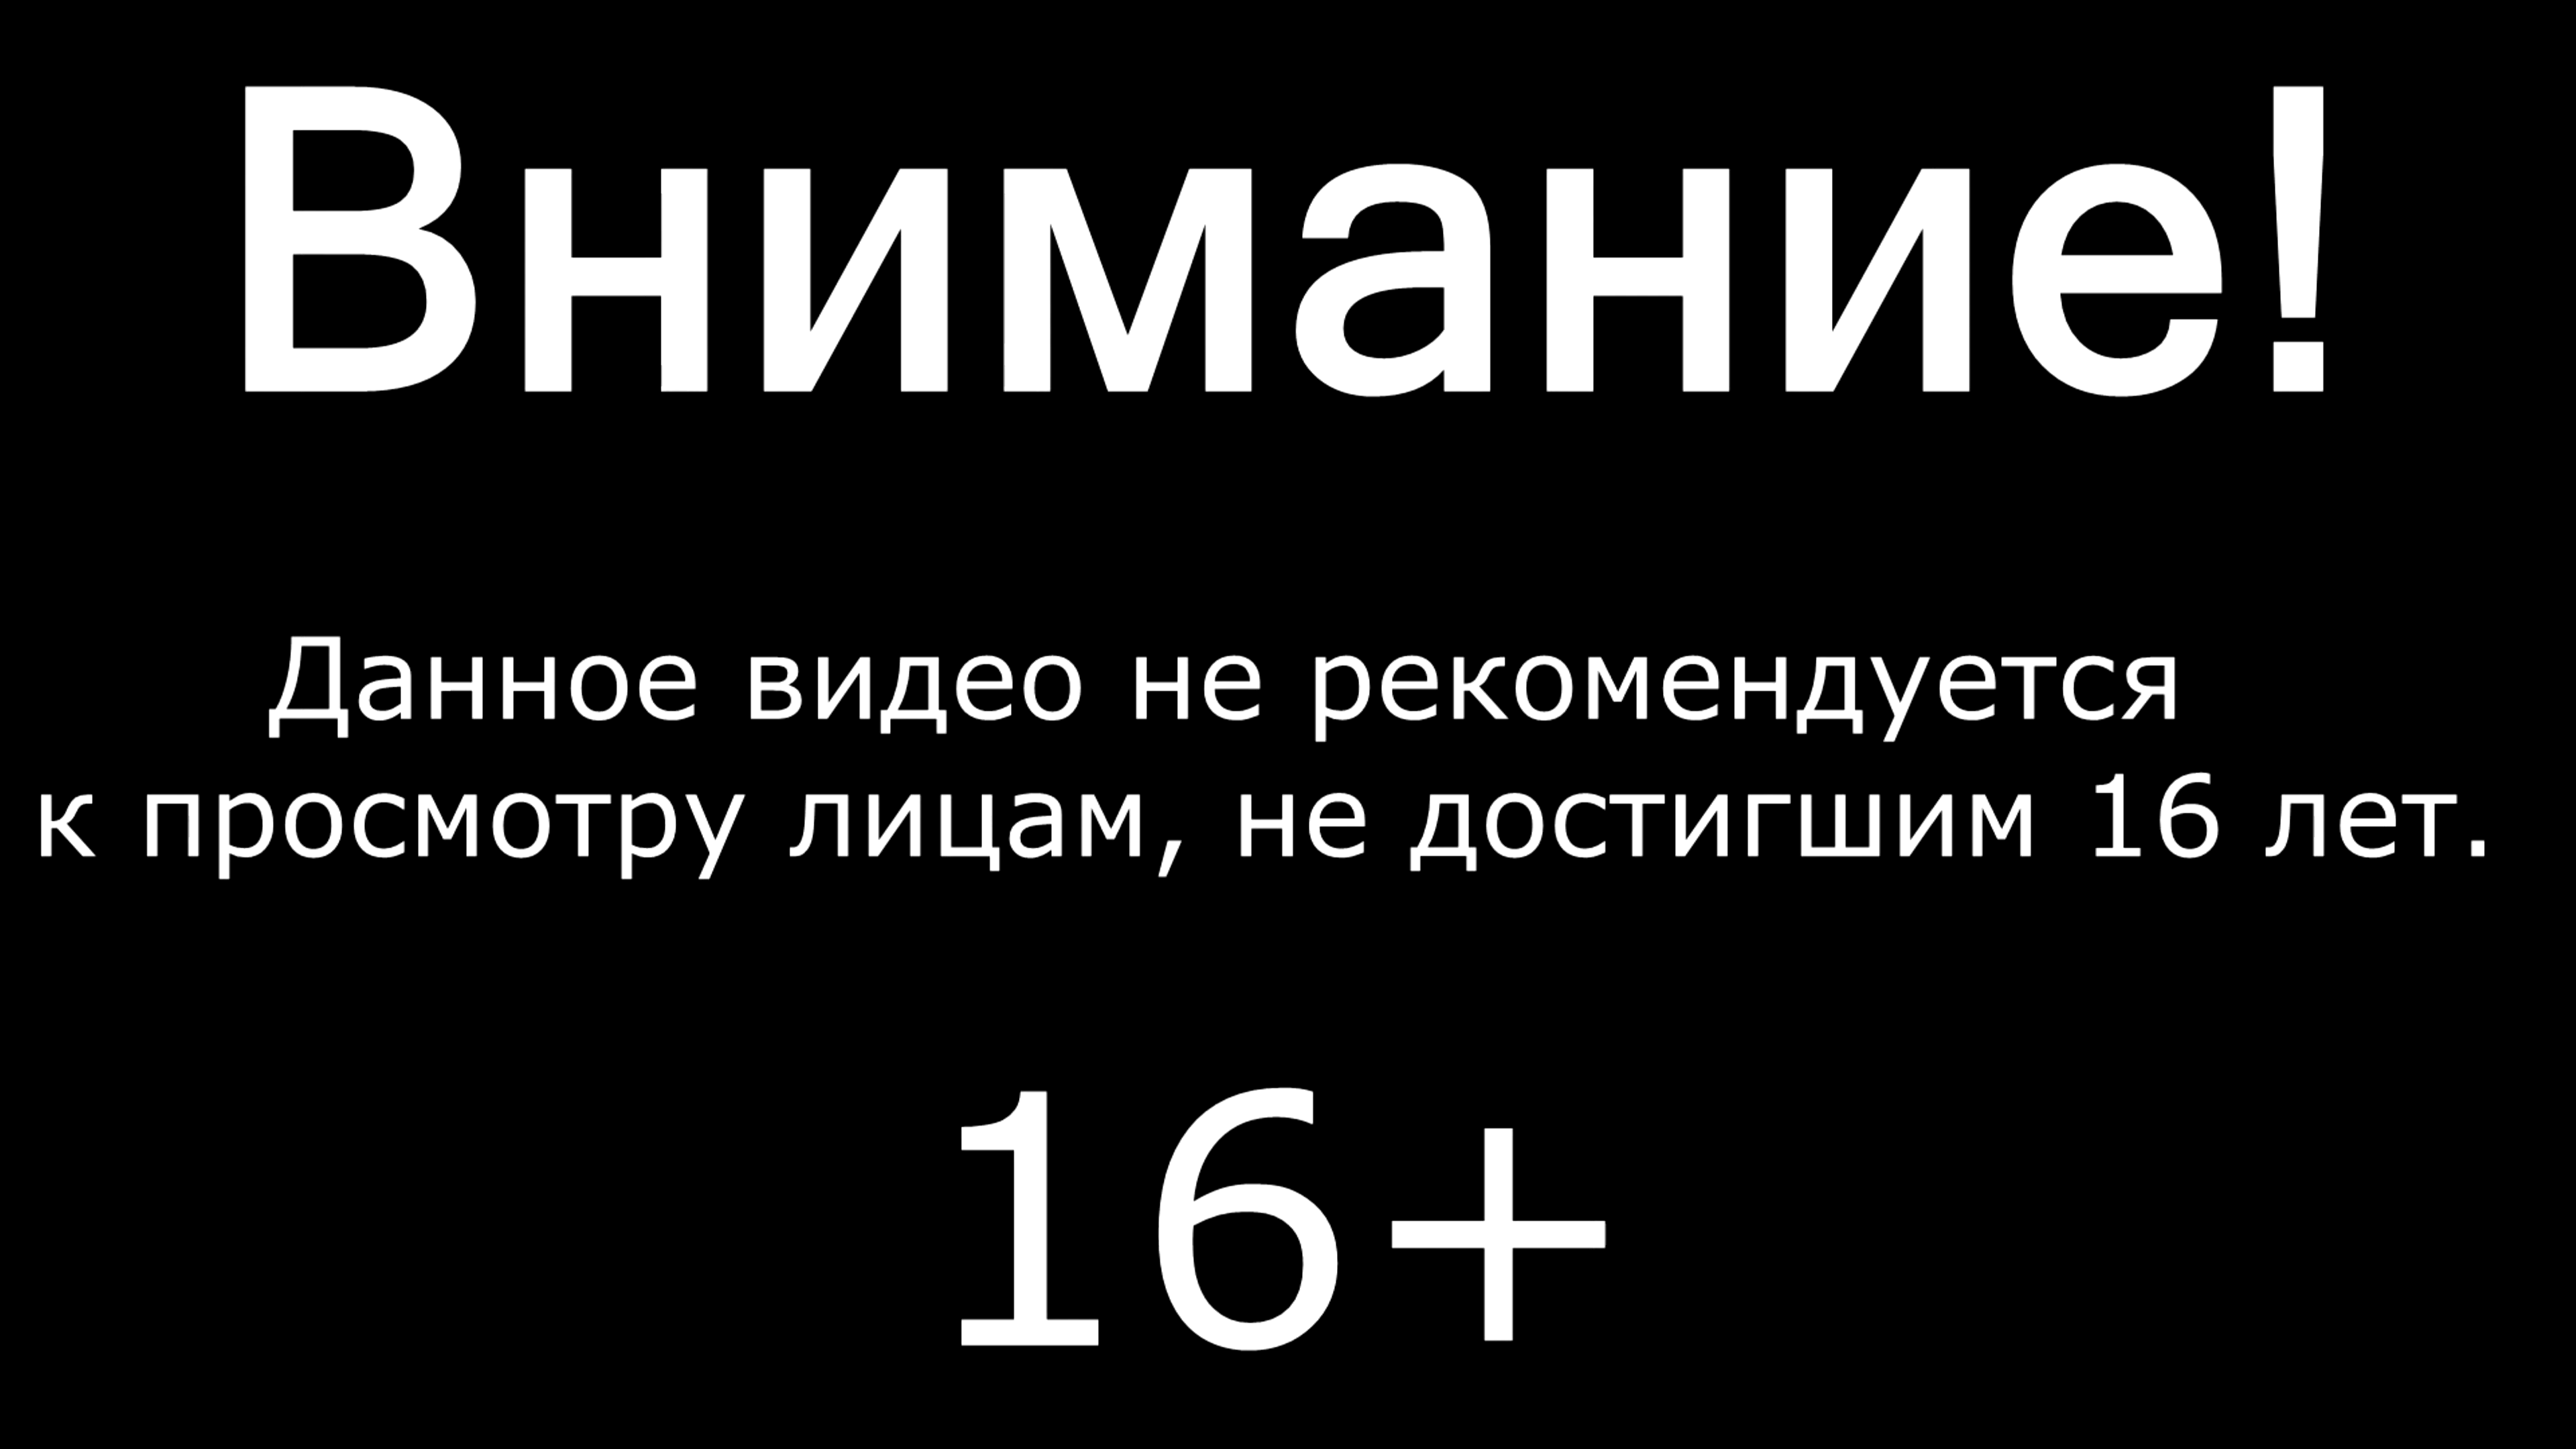 Внимание!
Данное видео не рекомендуется
к просмотру лицам, не достигшим 16 лет.
16+